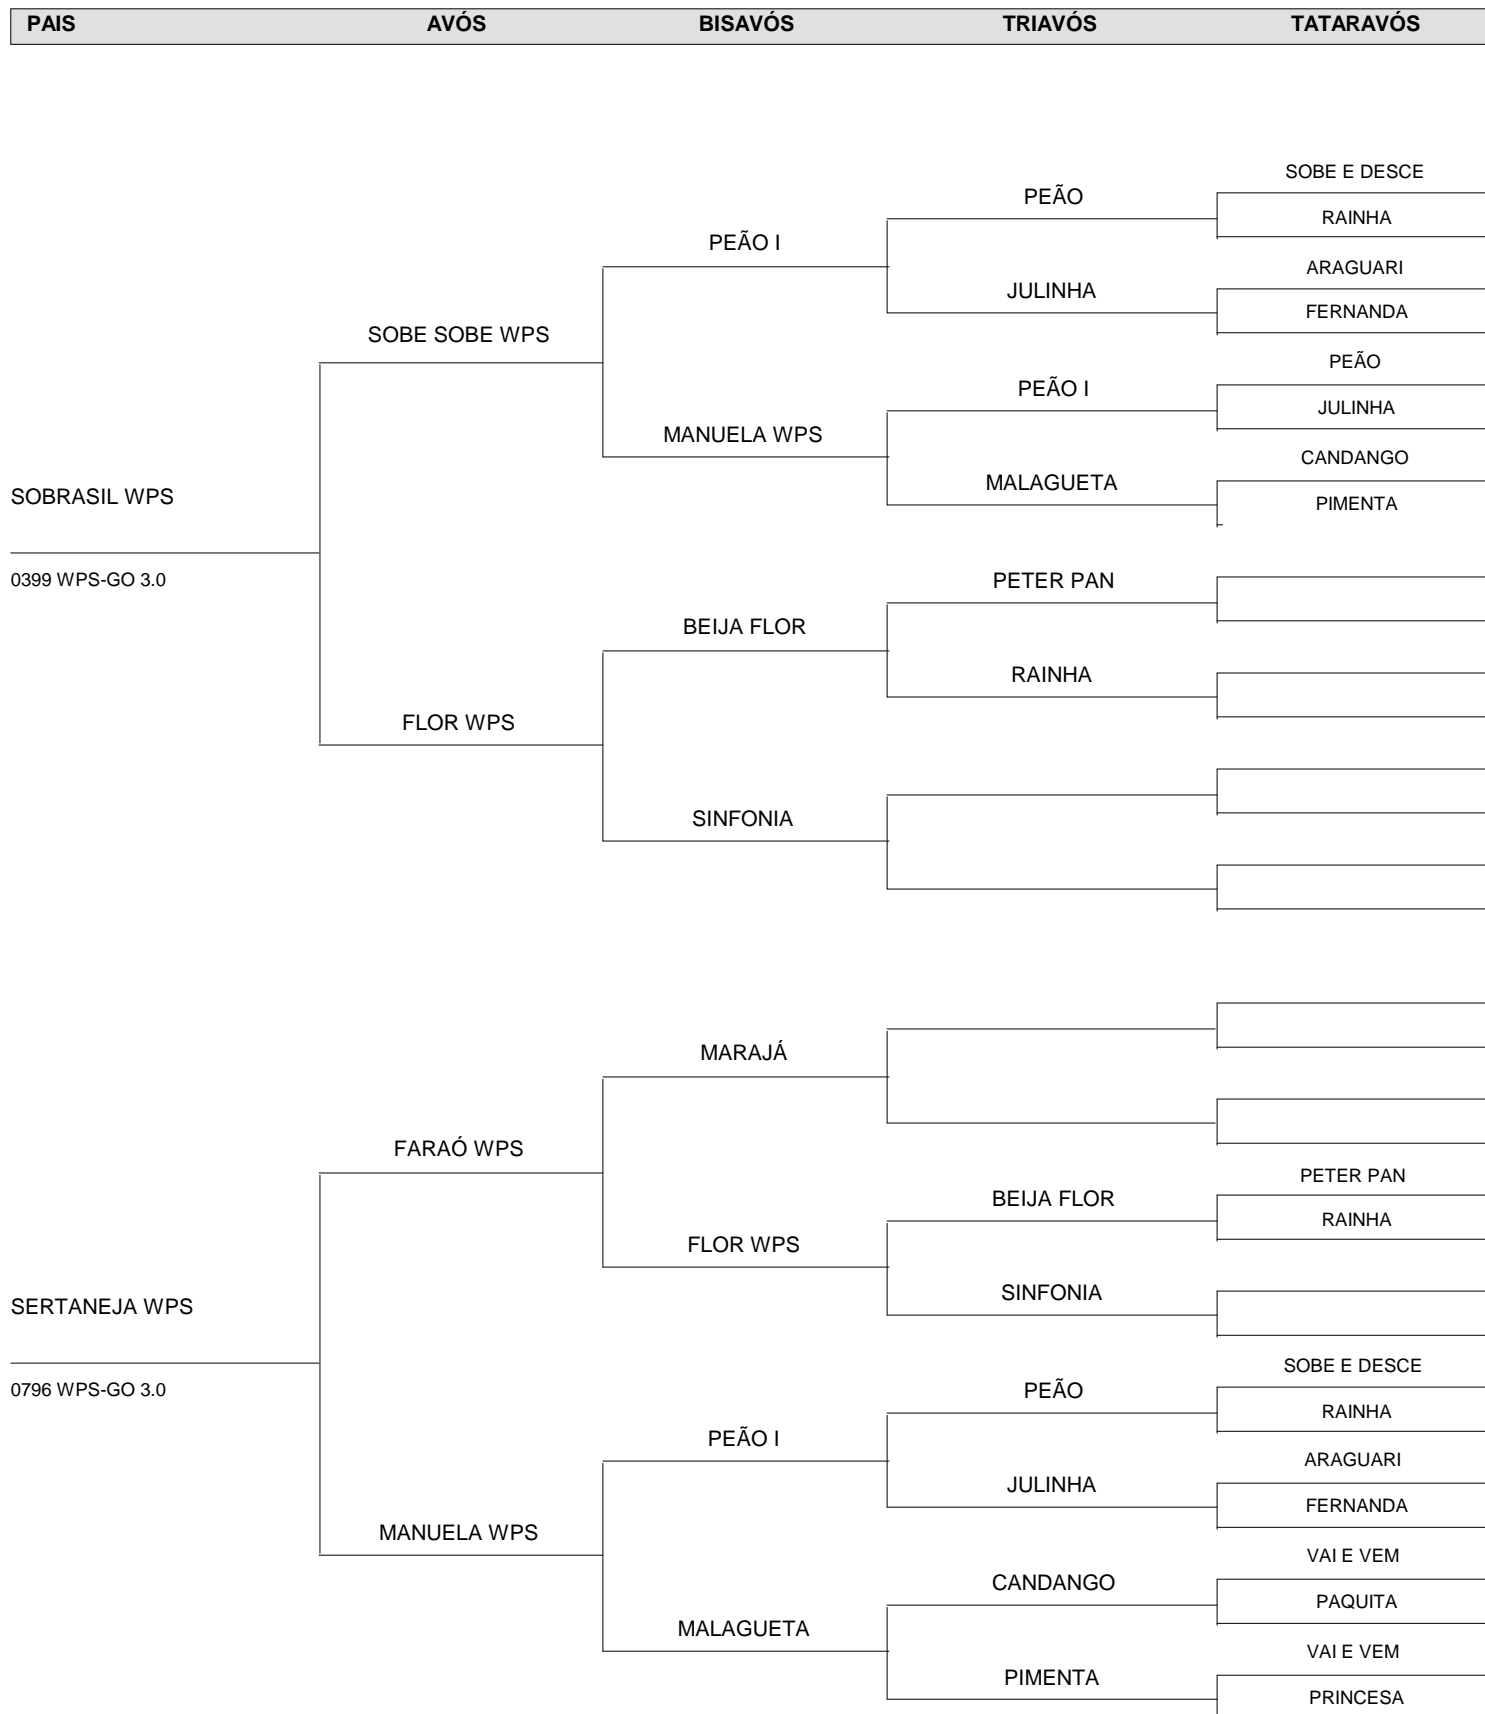 PAIS AVÓS BISAVÓS TRIAVÓS TATARAVÓS
SOBE E DESCE
PEÃO
RAINHA
PEÃO I
ARAGUARI
JULINHA
FERNANDA
SOBE SOBE WPS
PEÃO
PEÃO I
JULINHA
MANUELA WPS
CANDANGO
MALAGUETA
SOBRASIL WPS
PIMENTA
0399 WPS-GO 3.0
PETER PAN
BEIJA FLOR
RAINHA
FLOR WPS
SINFONIA
MARAJÁ
FARAÓ WPS
PETER PAN
BEIJA FLOR
RAINHA
FLOR WPS
SINFONIA
SERTANEJA WPS
SOBE E DESCE
0796 WPS-GO 3.0
PEÃO
RAINHA
PEÃO I
ARAGUARI
JULINHA
FERNANDA
MANUELA WPS
VAI E VEM
CANDANGO
PAQUITA
MALAGUETA
VAI E VEM
PIMENTA
PRINCESA